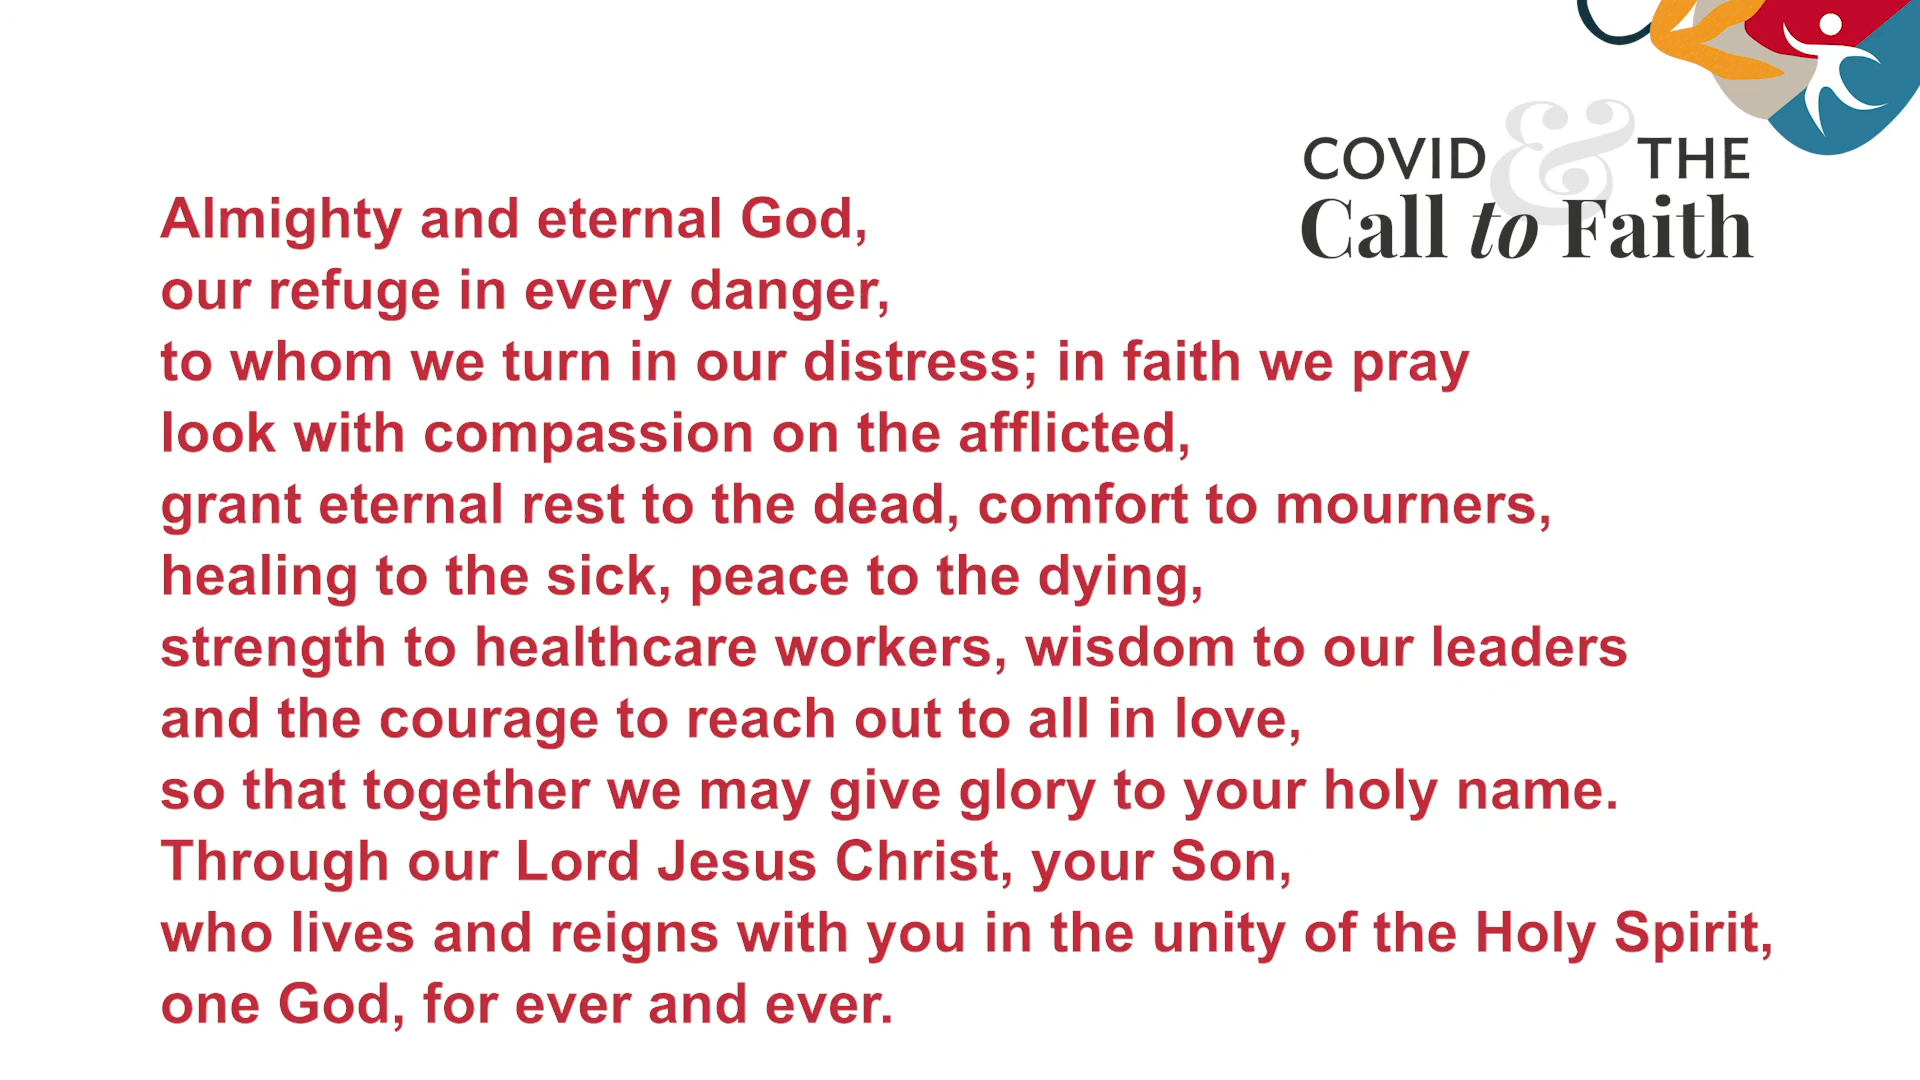 COVID & THE
Call to Faith
Almighty and eternal God,
our refuge in every danger,
to whom we turn in our distress; in faith we pray
look with compassion on the afflicted,
grant eternal rest to the dead, comfort to mourners,
healing to the sick, peace to the dying,
strength to healthcare workers, wisdom to our leaders
and the courage to reach out to all in love,
so that together we may give glory to your holy name.
Through our Lord Jesus Christ, your Son,
who lives and reigns with you in the unity of the Holy Spirit,
one God, for ever and ever.